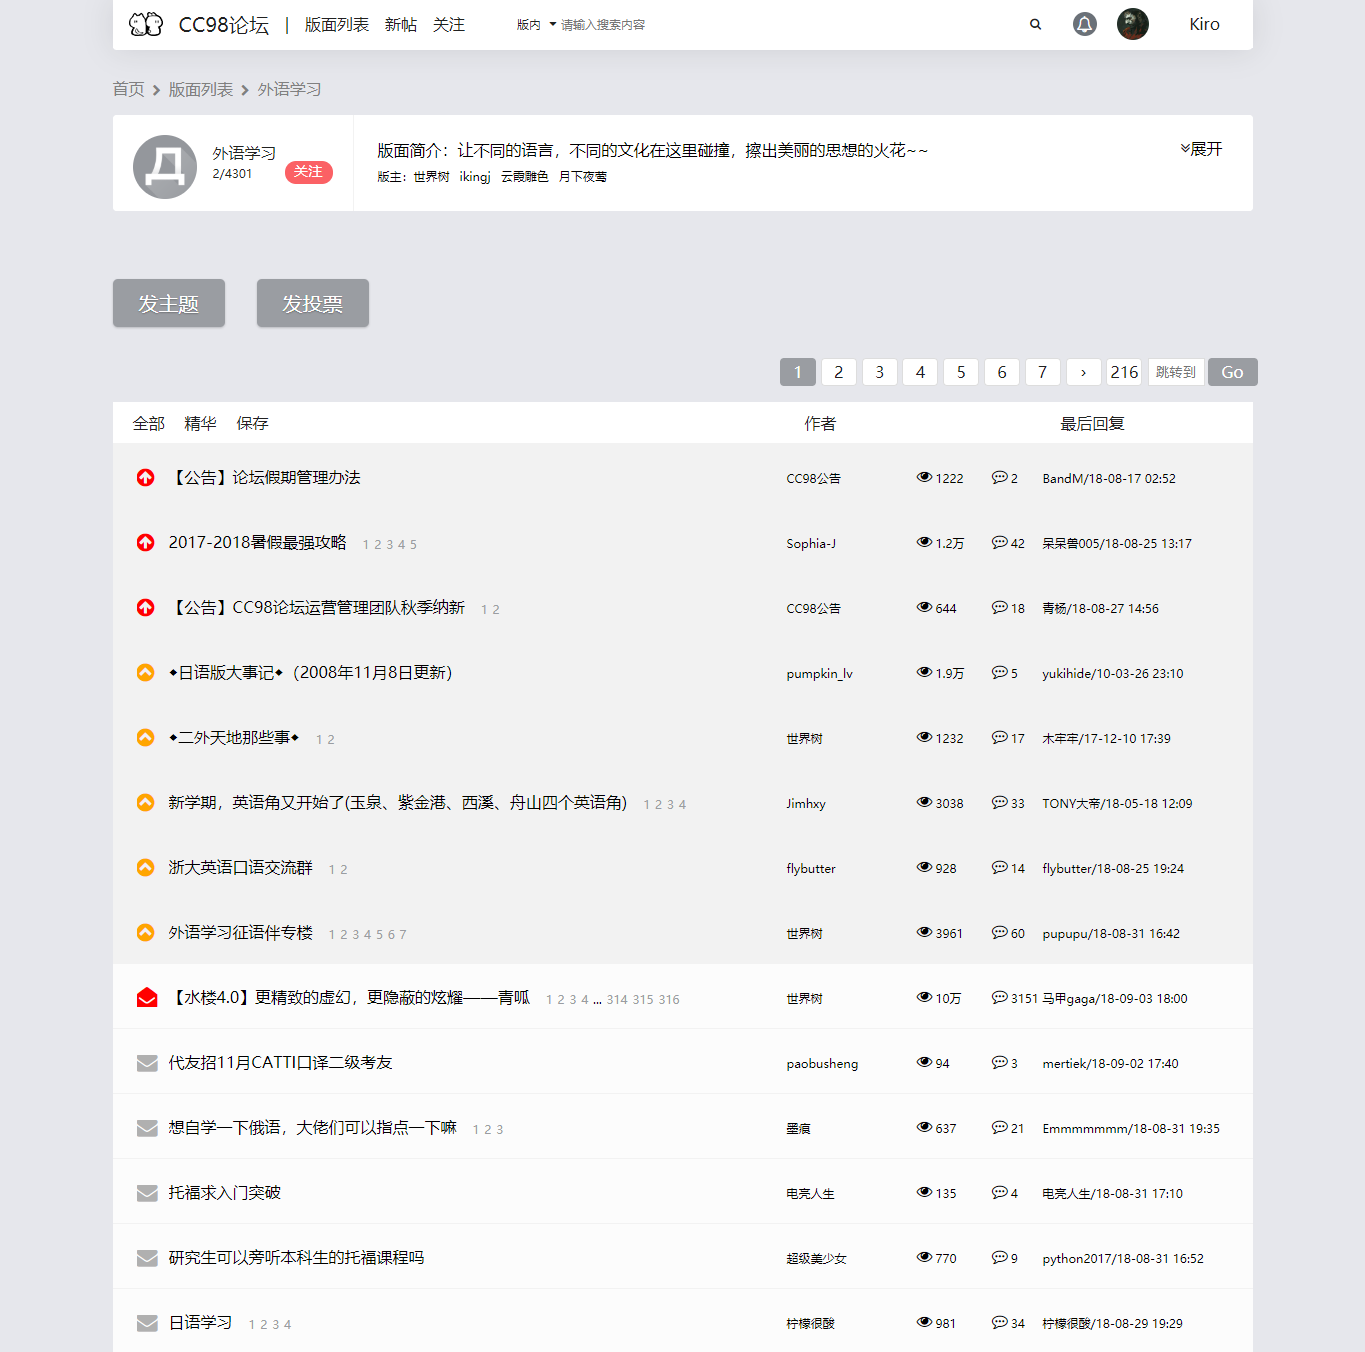 CC98论坛 | 版面列表 新帖 关注 版内 请输入搜索内容 Kiro
首页 版面列表 外语学习
外语学习
2/4301 关注
版面简介：让不同的语言，不同的文化在这里碰撞，擦出美丽的思想的火花~~ 展开
版主：世界树 ikingj 云霞雕色 月下夜莺
发主题 发投票
1 2 3 4 5 6 7 › 216 跳转到 Go
全部 精华 保存 作者 最后回复
【公告】论坛假期管理办法 CC98公告 1222 2 BandM/18-08-17 02:52
2017-2018暑假最强攻略 1 2 3 4 5 Sophia-J 1.2万 42 呆呆兽005/18-08-25 13:17
【公告】CC98论坛运营管理团队秋季纳新 1 2 CC98公告 644 18 青杨/18-08-27 14:56
◆日语版大事记◆（2008年11月8日更新） pumpkin_lv 1.9万 5 yukihide/10-03-26 23:10
◆二外天地那些事◆ 1 2 世界树 1232 17 木牢牢/17-12-10 17:39
新学期，英语角又开始了(玉泉、紫金港、西溪、舟山四个英语角) 1 2 3 4 Jimhxy 3038 33 TONY大帝/18-05-18 12:09
浙大英语口语交流群 1 2 flybutter 928 14 flybutter/18-08-25 19:24
外语学习征语伴专楼 1 2 3 4 5 6 7 世界树 3961 60 pupupu/18-08-31 16:42
【水楼4.0】更精致的虚幻，更隐蔽的炫耀——青呱 1 2 3 4 ... 314 315 316 世界树 10万 3151 马甲gaga/18-09-03 18:00
代友招11月CATTI口译二级考友 paobusheng 94 3 mertiek/18-09-02 17:40
想自学一下俄语，大佬们可以指点一下嘛 1 2 3 墨痕 637 21 Emmmmmmm/18-08-31 19:35
托福求入门突破 电亮人生 135 4 电亮人生/18-08-31 17:10
研究生可以旁听本科生的托福课程吗 超级美少女 770 9 python2017/18-08-31 16:52
日语学习 1 2 3 4 柠檬很酸 981 34 柠檬很酸/18-08-29 19:29